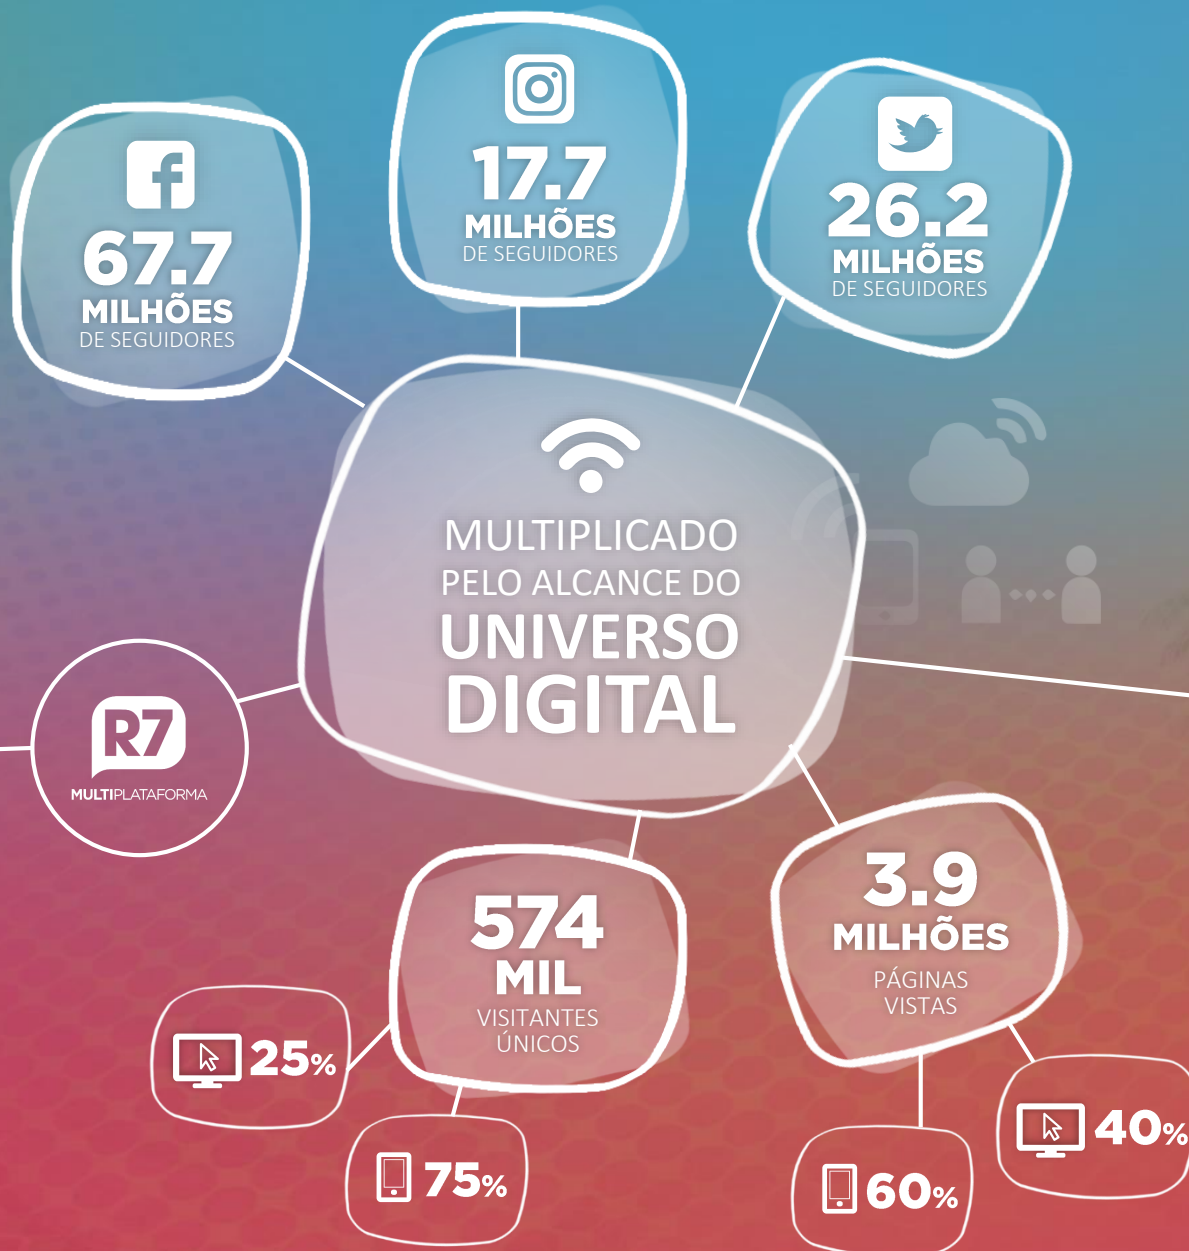 67.7
MILHÕES
DE SEGUIDORES
17.7
MILHÕES
DE SEGUIDORES
26.2
MILHÕES
DE SEGUIDORES
MULTIPLICADO
PELO ALCANCE DO
UNIVERSO
DIGITAL
R7
MULTIPLATAFORMA
574
MIL
VISITANTES
ÚNICOS
25%
75%
3.9
MILHÕES
PÁGINAS
VISTAS
60%
40%